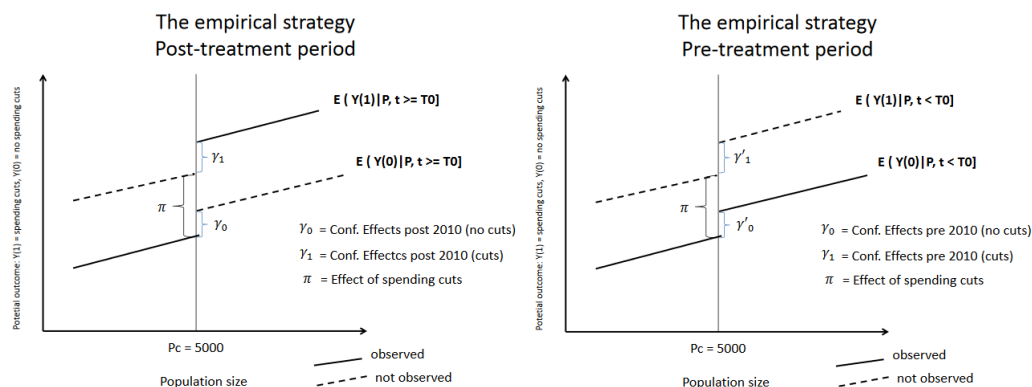 The empirical strategy
Post-treatment period
Potetial outcome: Y(1) = spending cuts, Y(0) = no spending cuts
E ( Y(1)|P, t >= T0]
γ1
E ( Y(0)|P, t >= T0]
π
γ0
γ0 = Conf. Effects post 2010 (no cuts)
γ1 = Conf. Effectcs post 2010 (cuts)
π = Effect of spending cuts
Pc = 5000
observed
Population size
not observed
The empirical strategy
Pre-treatment period
Potetial outcome: Y(1) = spending cuts, Y(0) = no spending cuts
E ( Y(1)|P, t < T0]
γ'1
E ( Y(0)|P, t < T0]
π
γ'0
γ0 = Conf. Effects pre 2010 (no cuts)
γ1 = Conf. Effects pre 2010 (cuts)
π = Effect of spending cuts
Pc = 5000
observed
Population size
not observed